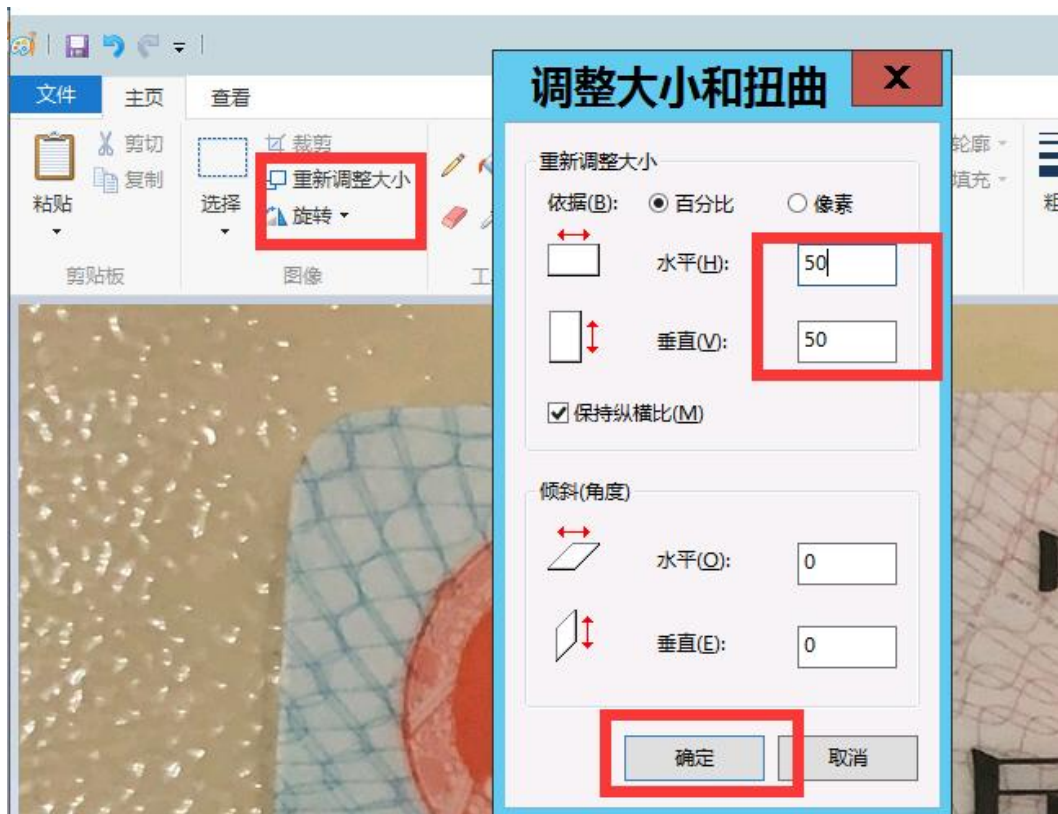 文件 主页 查看
剪切
复制
粘贴
剪贴板
选择
裁剪
重新调整大小
旋转
图像
轮廓
填充
调整大小和扭曲 X
重新调整大小
依据(B): 百分比 像素
水平(H): 50
垂直(V): 50
保持纵横比(M)
倾斜(角度)
水平(O): 0
垂直(E): 0
确定 取消